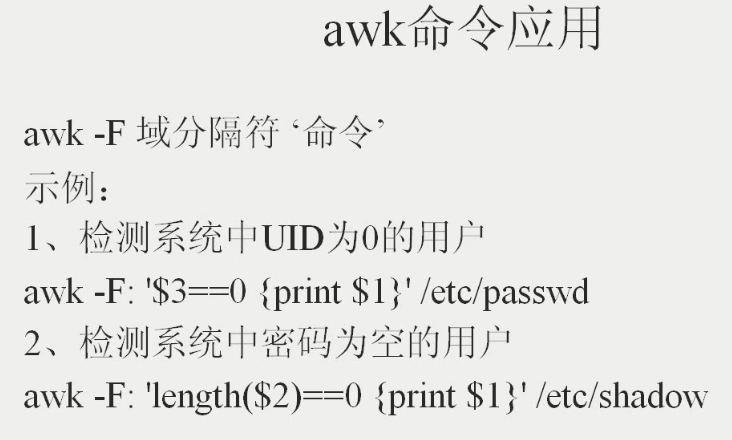 awk命令应用
awk -F 域分隔符 ‘命令’
示例：
1、检测系统中UID为0的用户
awk -F: '$3==0 {print $1}' /etc/passwd
2、检测系统中密码为空的用户
awk -F: 'length($2)==0 {print $1}' /etc/shadow